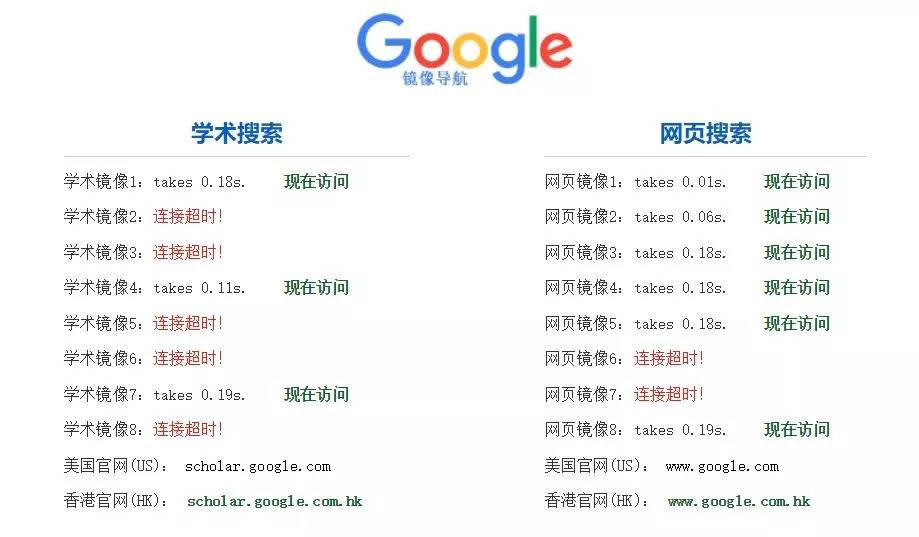 Google
镜像导航
学术搜索
学术镜像1：takes 0.18s. 现在访问
学术镜像2：连接超时！
学术镜像3：连接超时！
学术镜像4：takes 0.11s. 现在访问
学术镜像5：连接超时！
学术镜像6：连接超时！
学术镜像7：takes 0.19s. 现在访问
学术镜像8：连接超时！
美国官网(US)： scholar.google.com
香港官网(HK)： scholar.google.com.hk
网页搜索
网页镜像1：takes 0.01s. 现在访问
网页镜像2：takes 0.06s. 现在访问
网页镜像3：takes 0.18s. 现在访问
网页镜像4：takes 0.18s. 现在访问
网页镜像5：takes 0.18s. 现在访问
网页镜像6：连接超时！
网页镜像7：连接超时！
网页镜像8：takes 0.19s. 现在访问
美国官网(US)： www.google.com
香港官网(HK)： www.google.com.hk